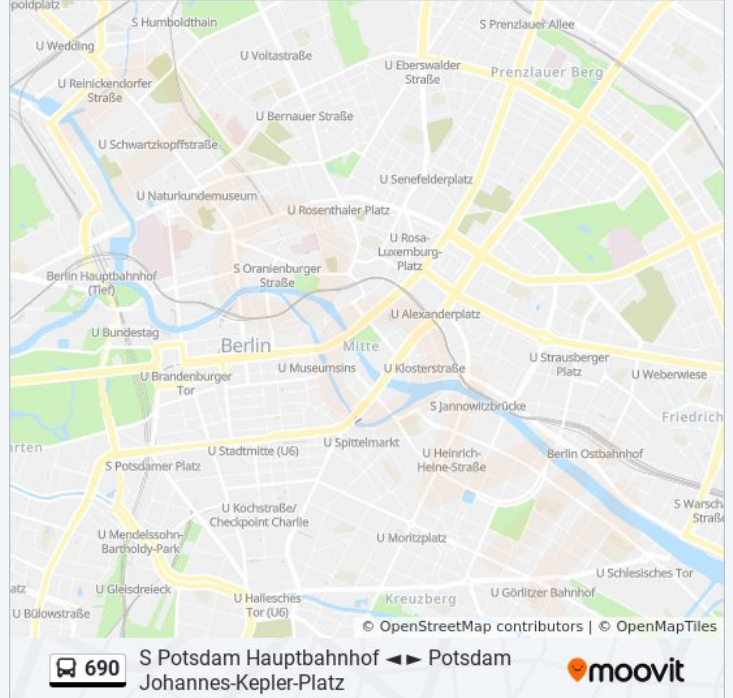 S Humboldthain
S Prenzlauer Allee
U Wedding
U Voltastraße
U Eberswalder
Straße
Prenzlauer Berg
U Reinickendorfer
Straße
U Bernauer Straße
U Schwartzkopffstraße
U Senefelderplatz
U Naturkundemuseum
U Rosenthaler Platz
U Rosa-
Luxemburg-
Platz
S Oranienburger
Straße
Berlin Hauptbahnhof
(Tief)
U Alexanderplatz
U Bundestag
Berlin
Mitte
U Strausberger
Platz
U Museumsins
U Klosterstraße
U Weberwiese
U Brandenburger
Tor
S Jannowitzbrücke
Friedrich
rten
U Stadtmitte (U6)
U Spittelmarkt
U Heinrich-
Heine-Straße
Berlin Ostbahnhof
S Potsdamer Platz
S Warsch
Straße
U Kochstraße/
Checkpoint Charlie
U Mendelssohn-
Bartholdy-Park
U Moritzplatz
U Schlesisches Tor
atz
U Gleisdreieck
U Hallesches
Tor (U6)
Kreuzberg
U Görlitzer Bahnhof
U Bülowstraße
© OpenStreetMap contributors | © OpenMapTiles
690
S Potsdam Hauptbahnhof ◄ ► Potsdam
Johannes-Kepler-Platz
moovit